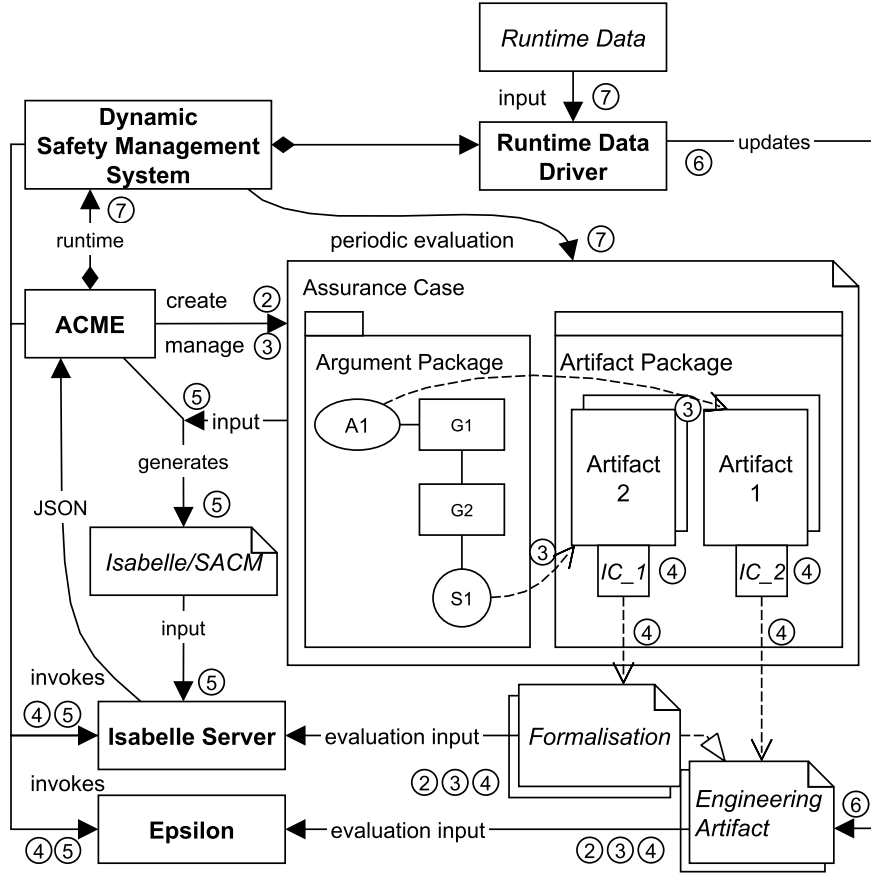 Runtime Data
input
⑦
Dynamic
Safety Management
System
Runtime Data
Driver
⑥
updates
⑦
runtime
periodic evaluation
⑦
ACME
create
②
manage
③
Assurance Case
Argument Package
Artifact Package
⑤
input
A1
G1
③
Artifact
2
Artifact
1
generates
⑤
JSON
G2
Isabelle/SACM
③
IC_1
④
IC_2
④
S1
input
④
④
⑤
invokes
④⑤
Isabelle Server
evaluation input
Formalisation
②③④
invokes
④⑤
Epsilon
evaluation input
Engineering
Artifact
⑥
②③④